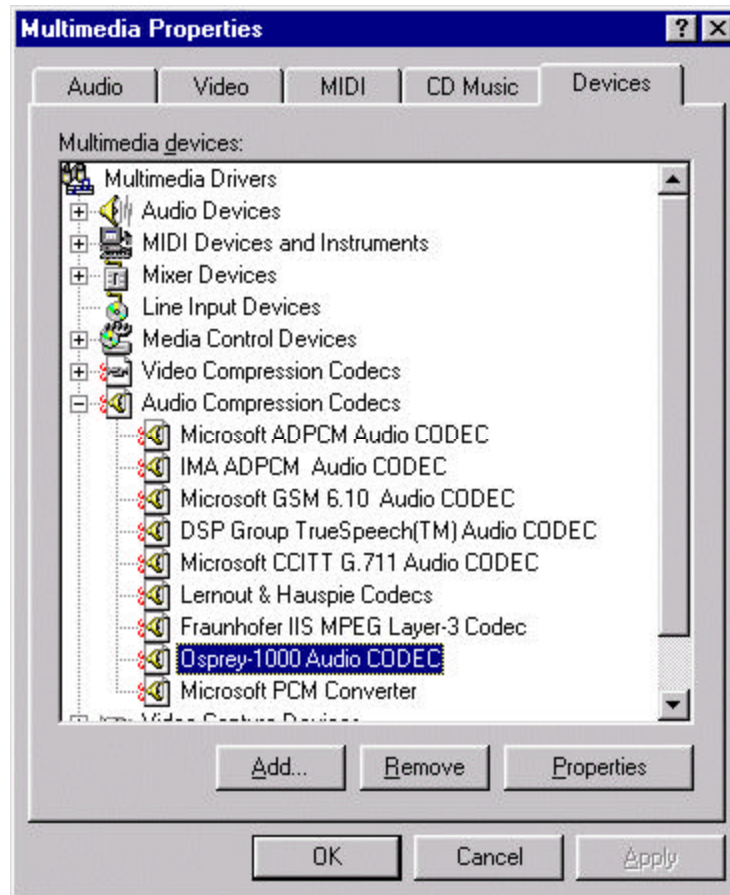 Multimedia Properties
Audio Video MIDI CD Music Devices
Multimedia devices:
Multimedia Drivers
Audio Devices
MIDI Devices and Instruments
Mixer Devices
Line Input Devices
Media Control Devices
Video Compression Codecs
Audio Compression Codecs
Microsoft ADPCM Audio CODEC
IMA ADPCM Audio CODEC
Microsoft GSM 6.10 Audio CODEC
DSP Group TrueSpeech(TM) Audio CODEC
Microsoft CCITT G.711 Audio CODEC
Lernout & Hauspie Codecs
Fraunhofer IIS MPEG Layer-3 Codec
Osprey-1000 Audio CODEC
Microsoft PCM Converter
Video Capture Devices
Add... Remove Properties
OK Cancel Apply